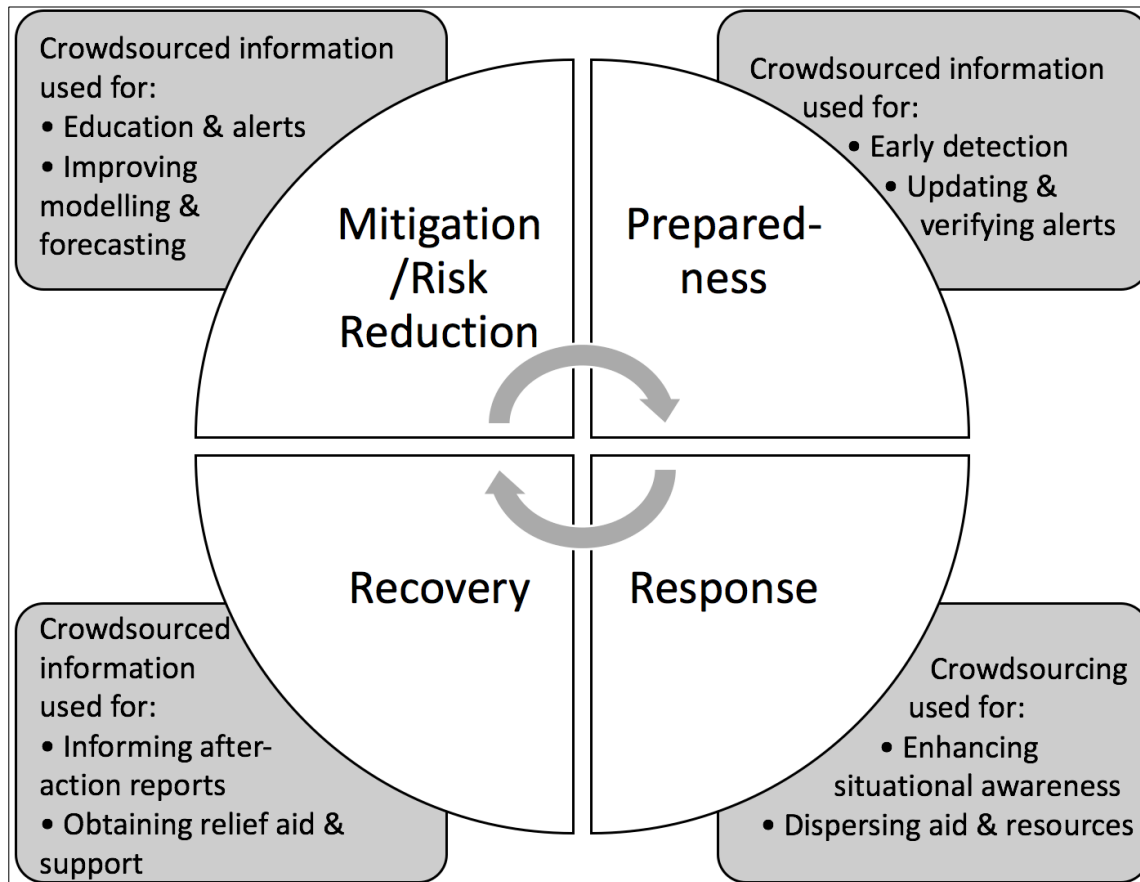 Crowdsourced information
used for:
• Education & alerts
• Improving
modelling &
forecasting
Crowdsourced information
used for:
• Early detection
• Updating &
verifying alerts
Mitigation
/Risk
Reduction
Prepared-
ness
Recovery
Response
Crowdsourced
information
used for:
• Informing after-
action reports
• Obtaining relief aid &
support
Crowdsourcing
used for:
• Enhancing
situational awareness
• Dispersing aid & resources